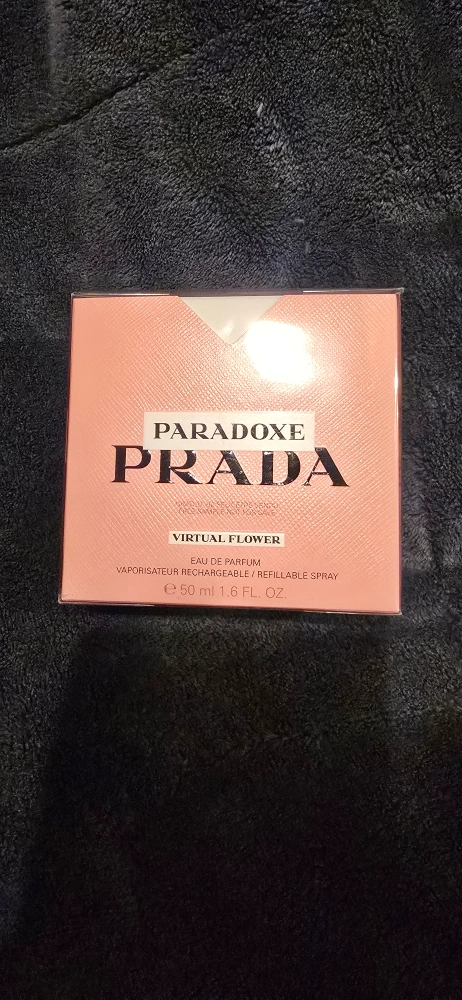 PARADOXE
PRADA
VIRTUAL FLOWER
EAU DE PARFUM
VAPORISATEUR RECHARGEABLE / REFILLABLE SPRAY
℮ 50 ml 1.6 FL. OZ.